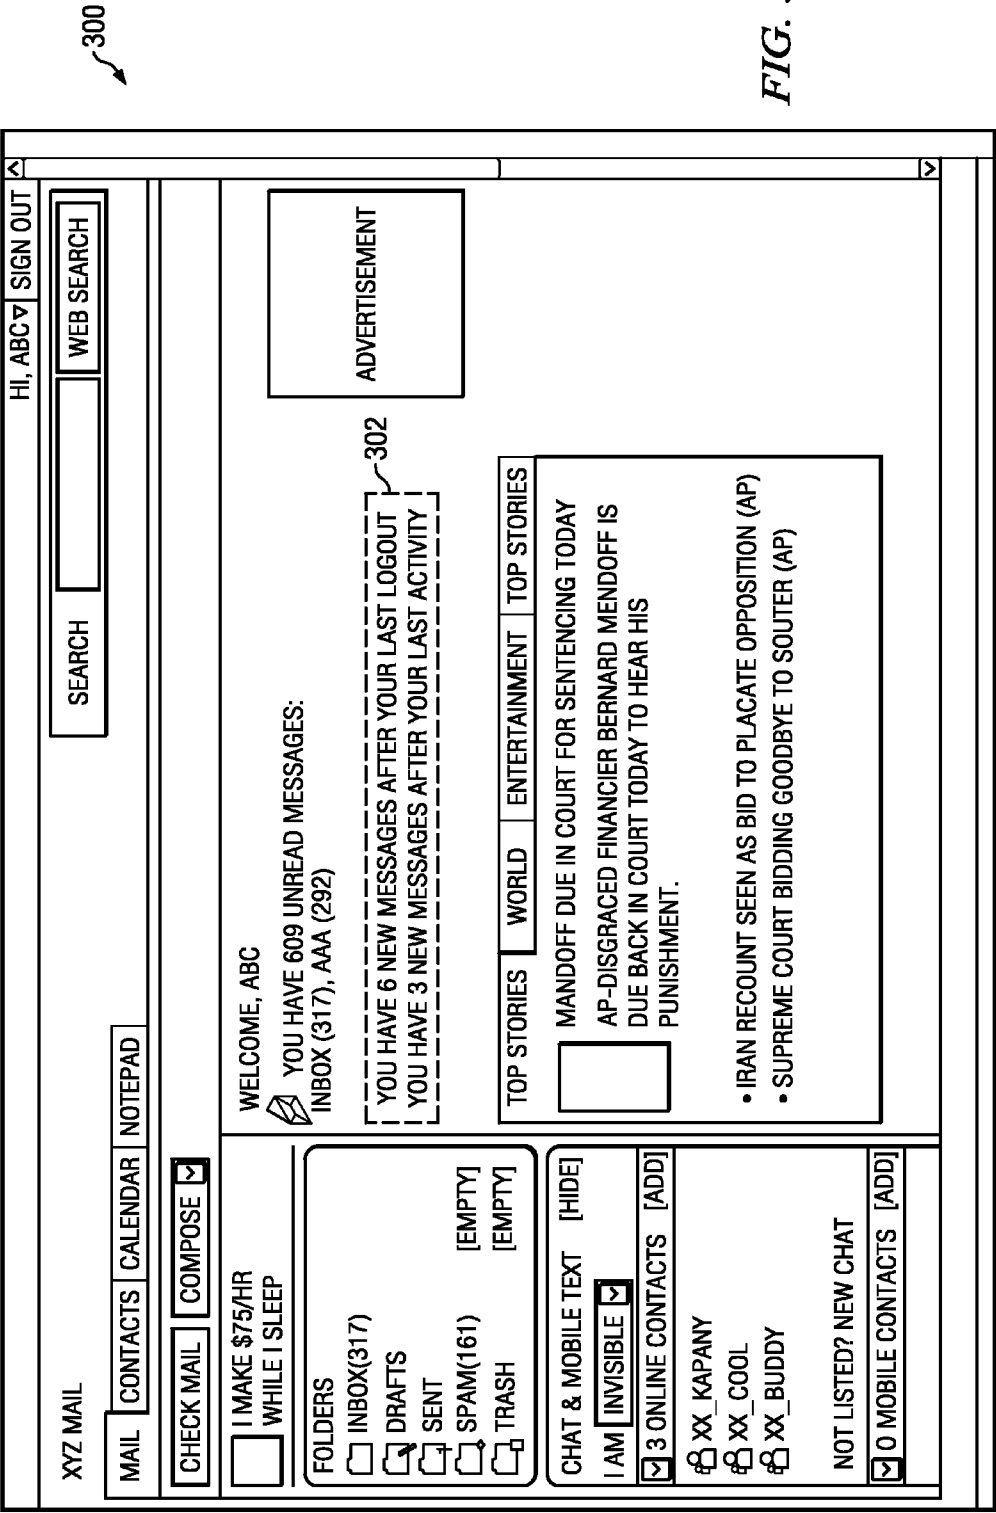 300
HI, ABC SIGN OUT
XYZ MAIL
SEARCH WEB SEARCH
MAIL CONTACTS CALENDAR NOTEPAD
CHECK MAIL COMPOSE
I MAKE $75/HR
WHILE I SLEEP
FOLDERS
INBOX(317)
DRAFTS
SENT
SPAM(161) [EMPTY]
TRASH [EMPTY]
CHAT & MOBILE TEXT [HIDE]
I AM INVISIBLE
3 ONLINE CONTACTS [ADD]
XX_KAPANY
XX_COOL
XX_BUDDY
NOT LISTED? NEW CHAT
0 MOBILE CONTACTS [ADD]
WELCOME, ABC
YOU HAVE 609 UNREAD MESSAGES:
INBOX (317), AAA (292)
ADVERTISEMENT
302
YOU HAVE 6 NEW MESSAGES AFTER YOUR LAST LOGOUT
YOU HAVE 3 NEW MESSAGES AFTER YOUR LAST ACTIVITY
TOP STORIES WORLD ENTERTAINMENT TOP STORIES
MANDOFF DUE IN COURT FOR SENTENCING TODAY
AP-DISGRACED FINANCIER BERNARD MENDOFF IS
DUE BACK IN COURT TODAY TO HEAR HIS
PUNISHMENT.
• IRAN RECOUNT SEEN AS BID TO PLACATE OPPOSITION (AP)
• SUPREME COURT BIDDING GOODBYE TO SOUTER (AP)
FIG.